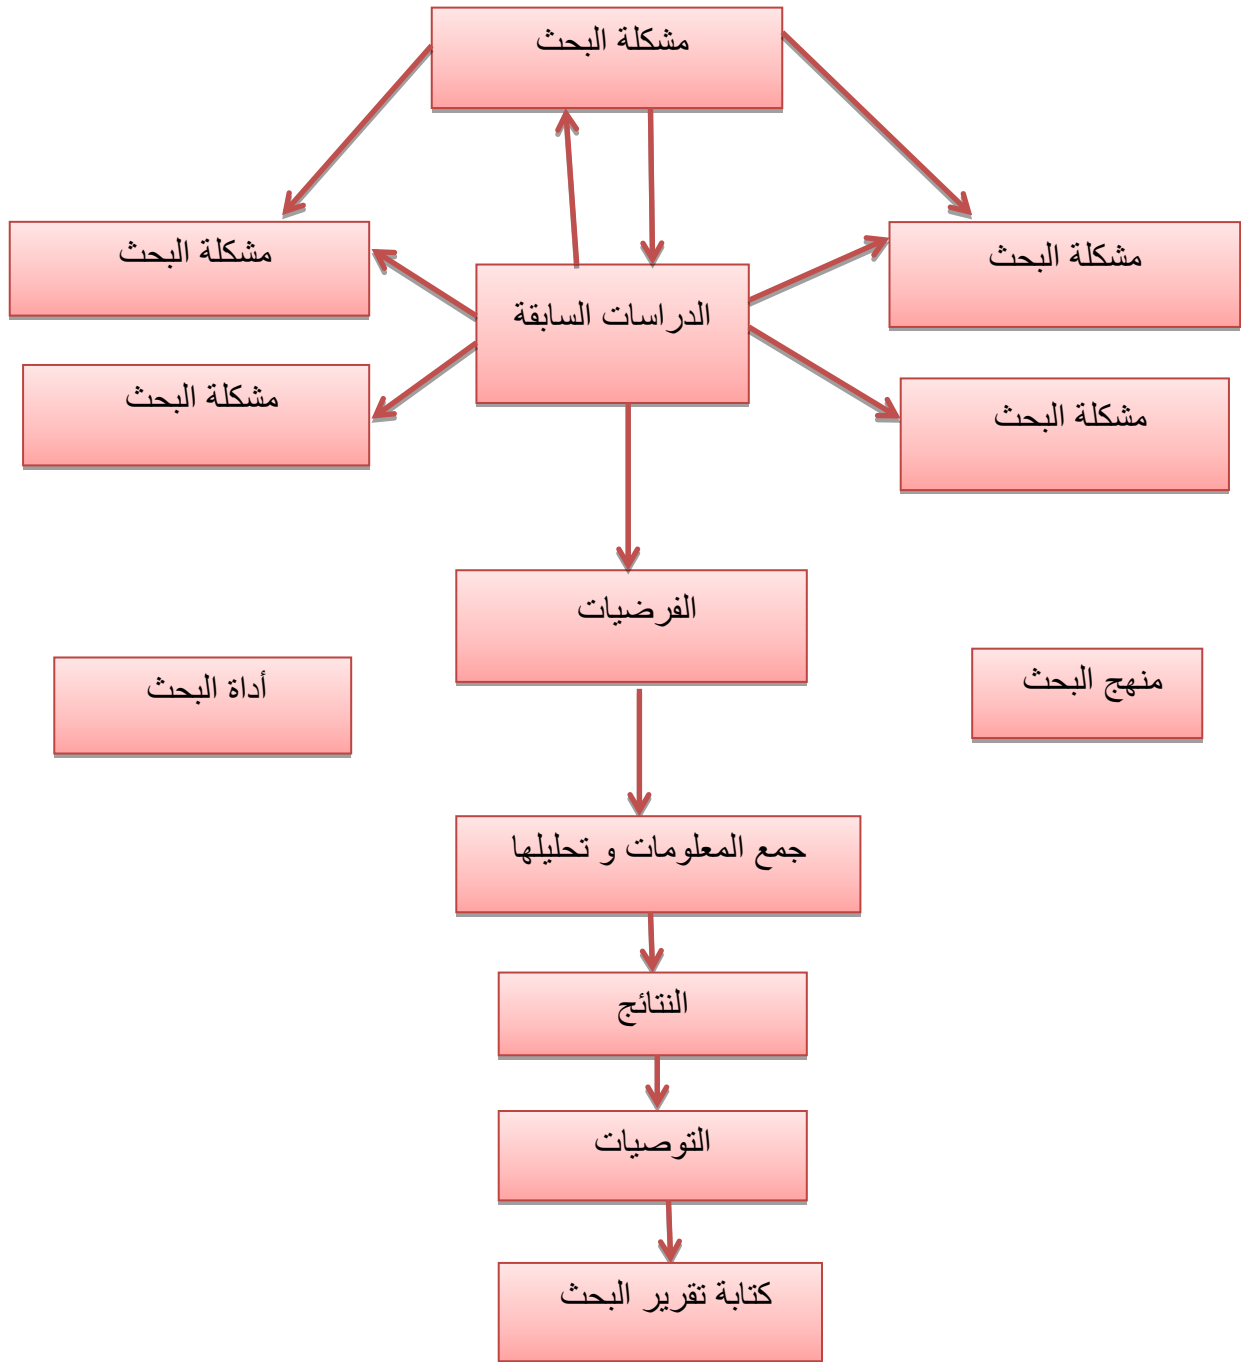 مشكلة البحث
مشكلة البحث
مشكلة البحث
الدراسات السابقة
مشكلة البحث
مشكلة البحث
الفرضيات
منهج البحث
أداة البحث
جمع المعلومات و تحليلها
النتائج
التوصيات
كتابة تقرير البحث